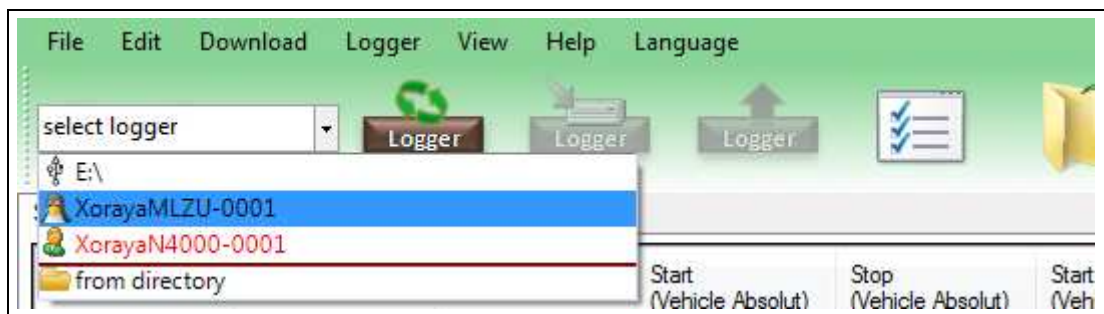 File Edit Download Logger View Help Language
select logger Logger Logger Logger
E:\
XorayaMLZU-0001
XorayaN4000-0001
from directory
Start Stop Start
(Vehicle Absolut) (Vehicle Absolut)